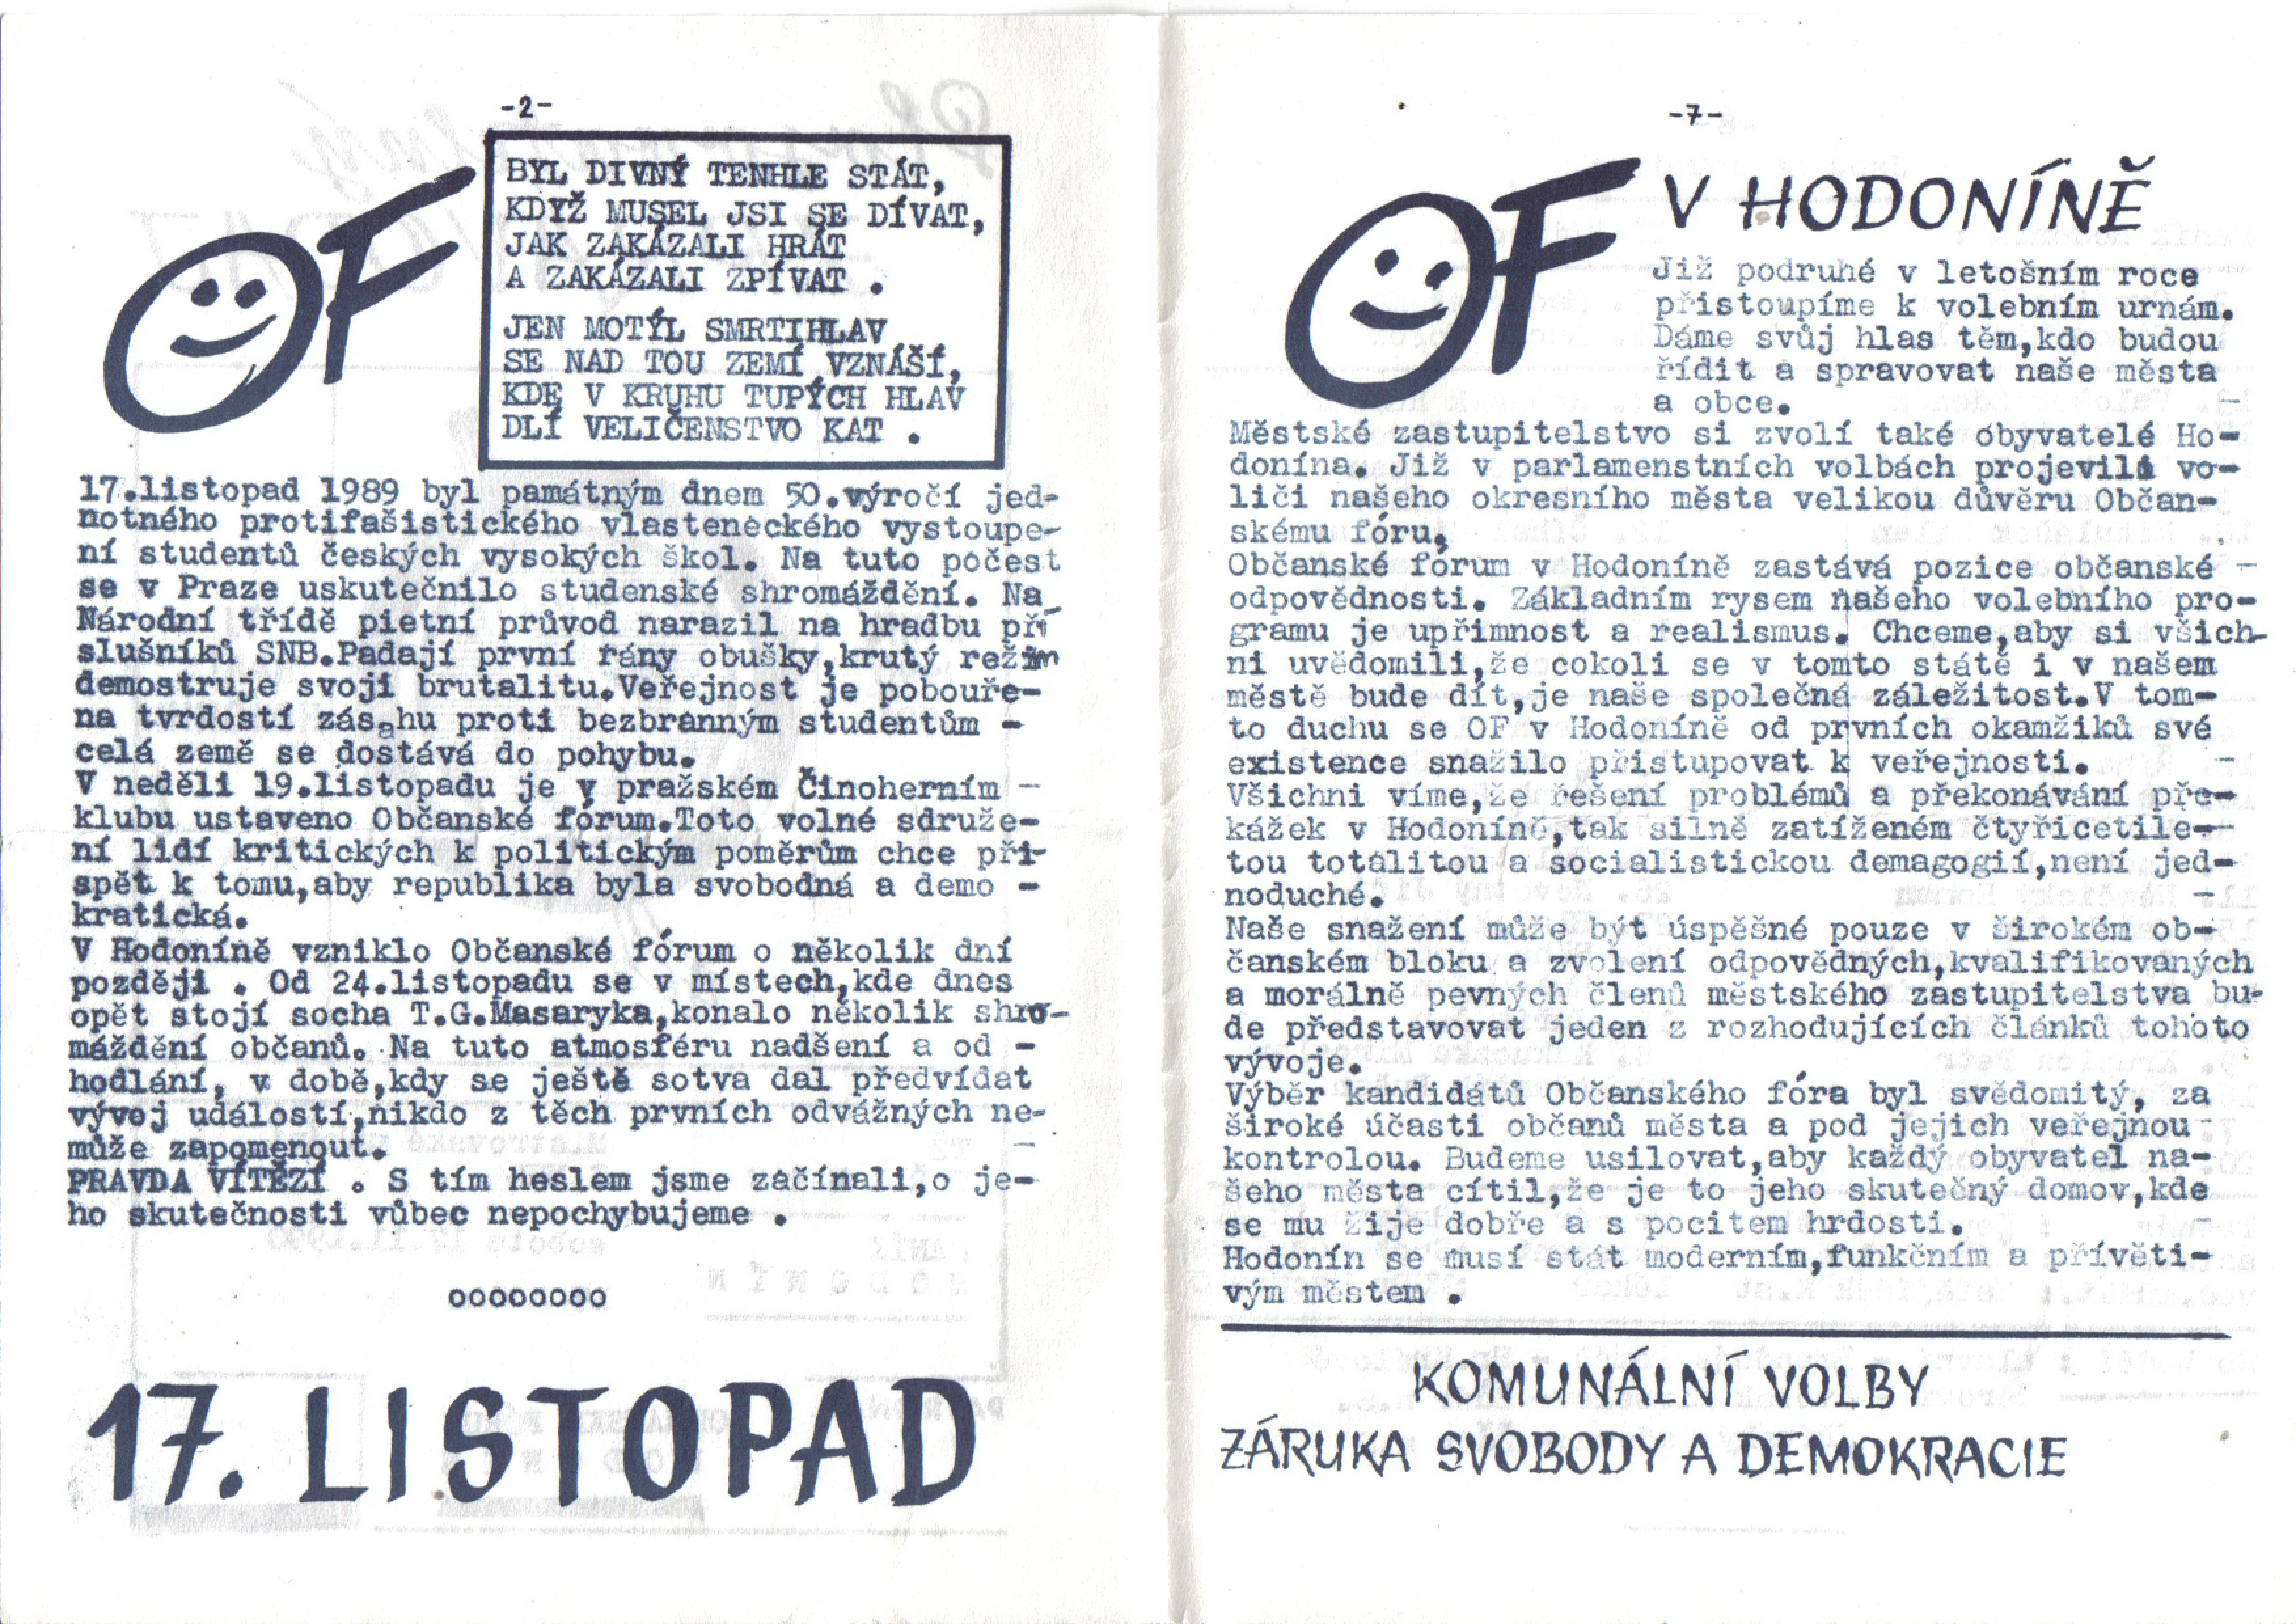 -2-
OF
BYL DIVNÝ TENHLE STÁT,
KDYŽ MUSEL JSI SE DÍVAT,
JAK ZAKÁZALI HRÁT
A ZAKÁZALI ZPÍVAT .
JEN MOTÝL SMRTIHLAV
SE NAD TOU ZEMÍ VZNÁŠÍ,
KDE V KRUHU TUPÝCH HLAV
DLÍ VELIČENSTVO KAT .
17.listopad 1989 byl památným dnem 50.výročí jed-
notného protifašistického vlasteneckého vystoupe-
ní studentů českých vysokých škol. Na tuto počest
se v Praze uskutečnilo studenské shromáždění. Na
Národní třídě pietní průvod narazil na hradbu pří
slušníků SNB.Padají první rány obušky,krutý režim
demostruje svoji brutalitu.Veřejnost je pobouře-
na tvrdostí zásahu proti bezbranným studentům -
celá země se dostává do pohybu.
V neděli 19.listopadu je v pražském Činoherním -
klubu ustaveno Občanské fórum.Toto volné sdruže-
ní lidí kritických k politickým poměrům chce při-
spět k tomu,aby republika byla svobodná a demo -
kratická.
V Hodoníně vzniklo Občanské fórum o několik dní
později . Od 24.listopadu se v místech,kde dnes
opět stojí socha T.G.Masaryka,konalo několik shro-
máždění občanů. Na tuto atmosféru nadšení a od -
hodlání, v době,kdy se ještě sotva dal předvídat
vývoj událostí,nikdo z těch prvních odvážných ne-
může zapomenout.
PRAVDA VÍTĚZÍ . S tím heslem jsme začínali,o je-
ho skutečnosti vůbec nepochybujeme .
oooooooo
17. LISTOPAD
-7-
OF V HODONÍNĚ
Již podruhé v letošním roce
přistoupíme k volebním urnám.
Dáme svůj hlas těm,kdo budou
řídit a spravovat naše města
a obce.
Městské zastupitelstvo si zvolí také obyvatelé Ho-
donína. Již v parlamenstních volbách projevili vo-
liči našeho okresního města velikou důvěru Občan-
skému fóru.
Občanské fórum v Hodoníně zastává pozice občanské -
odpovědnosti. Základním rysem našeho volebního pro-
gramu je upřimnost a realismus. Chceme,aby si všich-
ni uvědomili,že cokoli se v tomto státě i v našem
městě bude dít,je naše společná záležitost.V tom-
to duchu se OF v Hodoníně od prvních okamžiků své
existence snažilo přistupovat k veřejnosti.
Všichni víme,že řešení problémů a překonávání pře-
kážek v Hodoníně,tak silně zatíženém čtyřicetile-
tou totalitou a socialistickou demagogií,není jed-
noduché.
Naše snažení může být úspěšné pouze v širokém ob-
čanském bloku a zvolení odpovědných,kvalifikovaných
a morálně pevných členů městského zastupitelstva bu-
de představovat jeden z rozhodujících článků tohoto
vývoje.
Výběr kandidátů Občanského fóra byl svědomitý, za
široké účasti občanů města a pod jejich veřejnou -
kontrolou. Budeme usilovat,aby každý obyvatel na-
šeho města cítil,že je to jeho skutečný domov,kde
se mu žije dobře a s pocitem hrdosti.
Hodonín se musí stát moderním,funkčním a přívěti-
vým městem .
KOMUNÁLNÍ VOLBY
ZÁRUKA SVOBODY A DEMOKRACIE